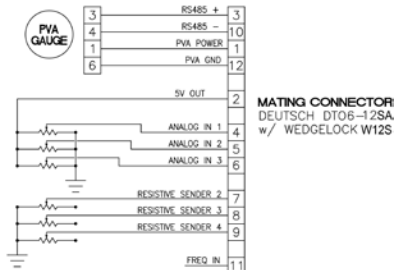 3 RS485 + 3
PVA GAUGE
4 RS485 - 10
1 PVA POWER 1
6 PVA GND 12
5V OUT 2
MATING CONNECTOR:
DEUTSCH DT06-12SA
w/ WEDGELOCK W12S
ANALOG IN 1 4
ANALOG IN 2 5
ANALOG IN 3 6
RESISTIVE SENDER 2 7
RESISTIVE SENDER 3 8
RESISTIVE SENDER 4 9
FREQ IN 11